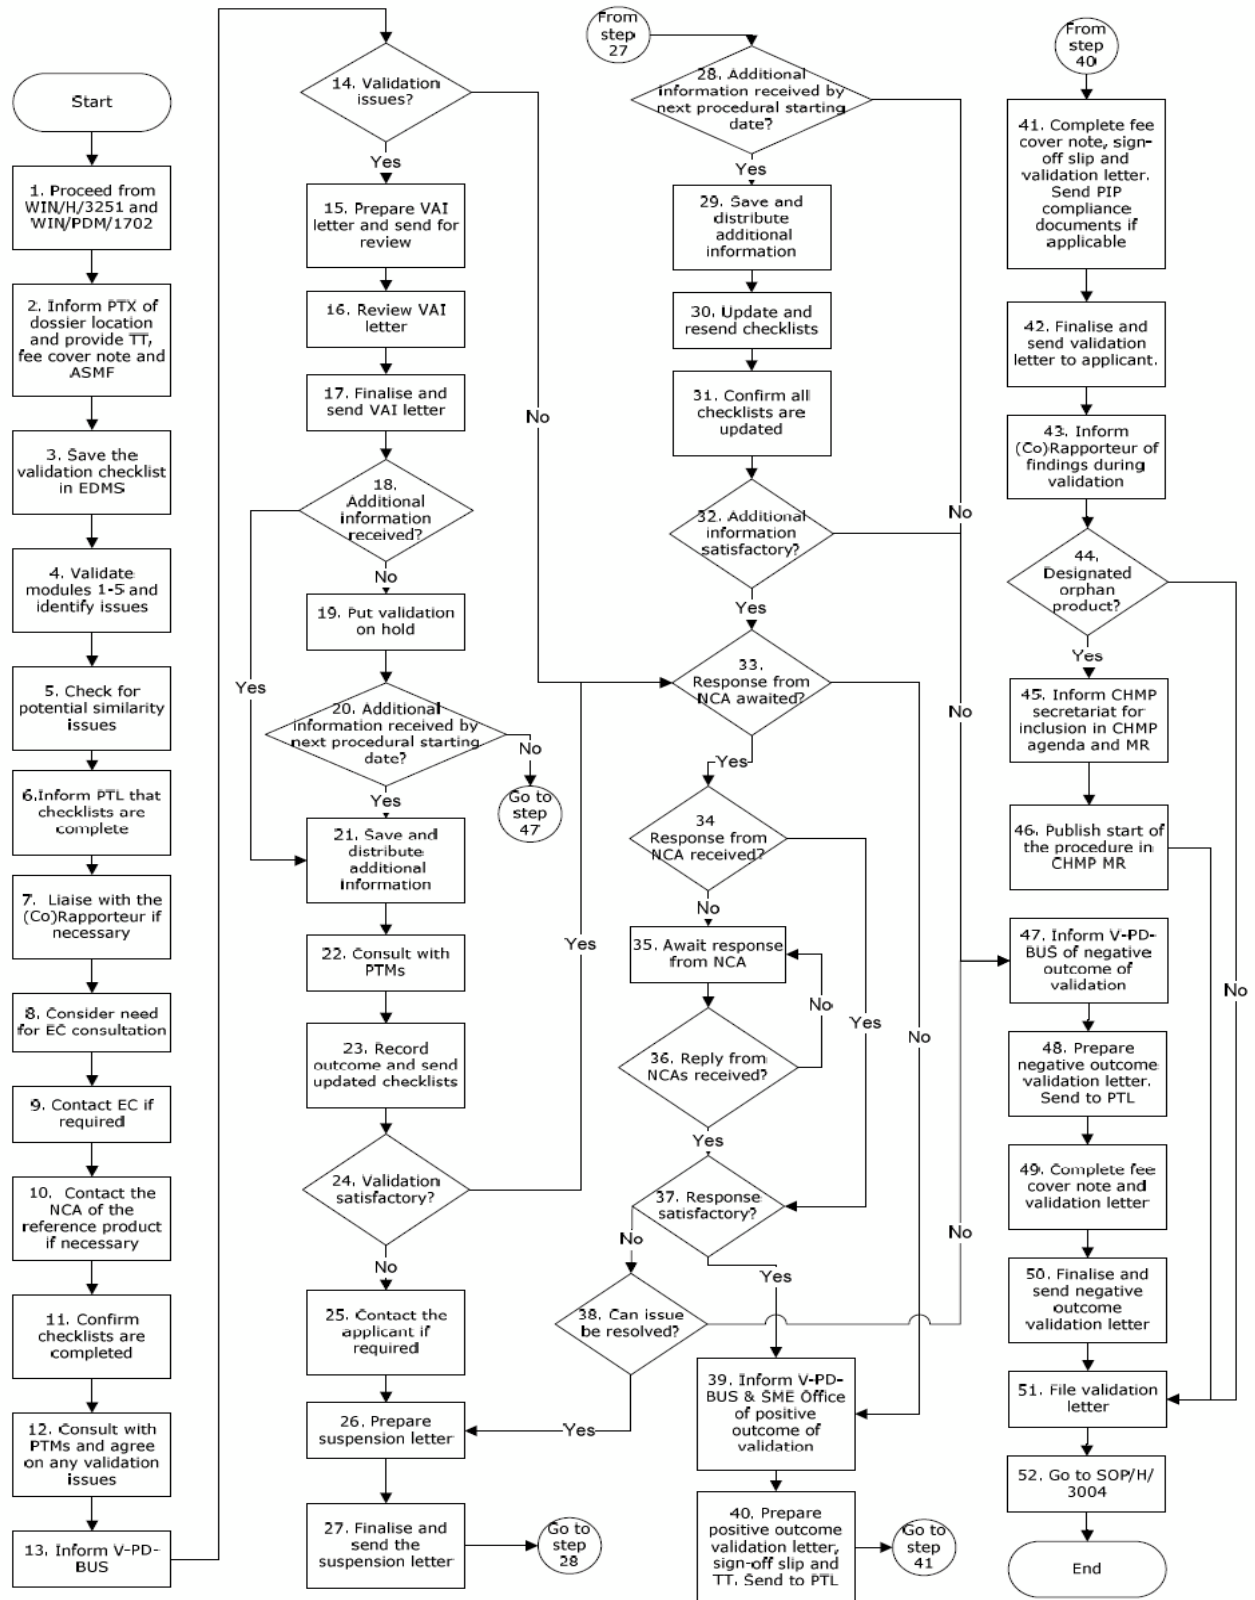 Start
1. Proceed from
WIN/H/3251 and
WIN/PDM/1702
2. Inform PTX of
dossier location
and provide TT,
fee cover note and
ASMF
3. Save the
validation checklist
in EDMS
4. Validate
modules 1-5 and
identify issues
5. Check for
potential similarity
issues
6.Inform PTL that
checklists are
complete
7. Liaise with the
(Co)Rapporteur if
necessary
8. Consider need
for EC consultation
9. Contact EC if
required
10. Contact the
NCA of the
reference product
if necessary
11. Confirm
checklists are
completed
12. Consult with
PTMs and agree
on any validation
issues
13. Inform V-PD-
BUS
14. Validation
issues?
Yes
No
15. Prepare VAI
letter and send for
review
16. Review VAI
letter
17. Finalise and
send VAI letter
18.
Additional
information
received?
No
Yes
19. Put validation
on hold
20. Additional
information received by
next procedural starting
date?
No
Go to
step
47
Yes
21. Save and
distribute
additional
information
22. Consult with
PTMs
23. Record
outcome and send
updated checklists
24. Validation
satisfactory?
Yes
No
25. Contact the
applicant if
required
26. Prepare
suspension letter
27. Finalise and
send the
suspension letter
Go to
step
28
From
step
27
28. Additional
information received by
next procedural starting
date?
Yes
No
29. Save and
distribute
additional
information
30. Update and
resend checklists
31. Confirm all
checklists are
updated
32. Additional
information
satisfactory?
Yes
No
33.
Response from
NCA awaited?
Yes
No
34
Response from
NCA received?
No
Yes
35. Await response
from NCA
No
36. Reply from
NCAs received?
Yes
37. Response
satisfactory?
No
Yes
38. Can issue
be resolved?
No
Yes
39. Inform V-PD-
BUS & SME Office
of positive
outcome of
validation
40. Prepare
positive outcome
validation letter,
sign-off slip and
TT. Send to PTL
Go to
step
41
From
step
40
41. Complete fee
cover note, sign-
off slip and
validation letter.
Send PIP
compliance
documents if
applicable
42. Finalise and
send validation
letter to applicant.
43. Inform
(Co)Rapporteur of
findings during
validation
44.
Designated
orphan
product?
Yes
No
45. Inform CHMP
secretariat for
inclusion in CHMP
agenda and MR
46. Publish start of
the procedure in
CHMP MR
47. Inform V-PD-
BUS of negative
outcome of
validation
48. Prepare
negative outcome
validation letter.
Send to PTL
49. Complete fee
cover note and
validation letter
50. Finalise and
send negative
outcome
validation letter
51. File validation
letter
52. Go to SOP/H/
3004
End